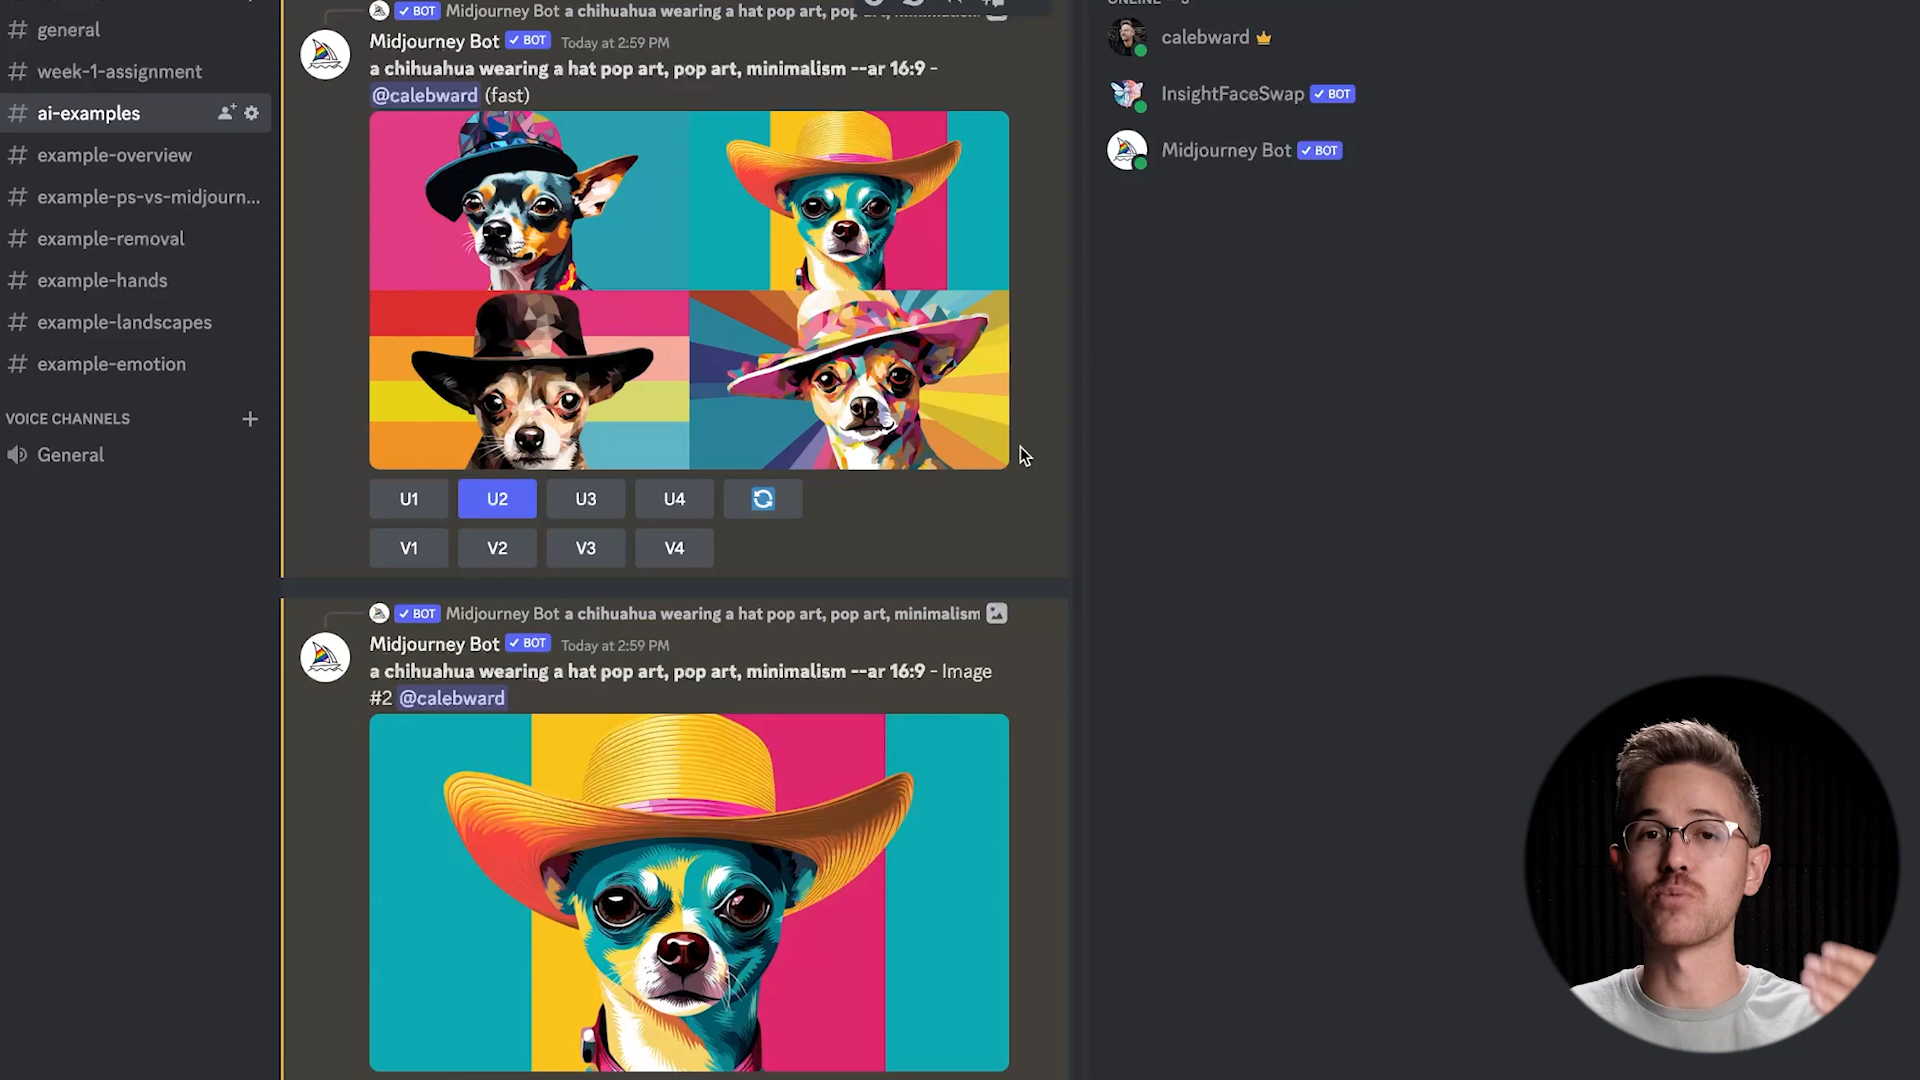 general
week-1-assignment
ai-examples
example-overview
example-ps-vs-midjourn...
example-removal
example-hands
example-landscapes
example-emotion
VOICE CHANNELS
General
BOT Midjourney Bot a chihuahua wearing a hat pop art, pop art, minimalism
Midjourney Bot BOT Today at 2:59 PM
a chihuahua wearing a hat pop art, pop art, minimalism --ar 16:9 -
@calebward (fast)
U1 U2 U3 U4
V1 V2 V3 V4
BOT Midjourney Bot a chihuahua wearing a hat pop art, pop art, minimalism
Midjourney Bot BOT Today at 2:59 PM
a chihuahua wearing a hat pop art, pop art, minimalism --ar 16:9 - Image
#2 @calebward
calebward
InsightFaceSwap BOT
Midjourney Bot BOT